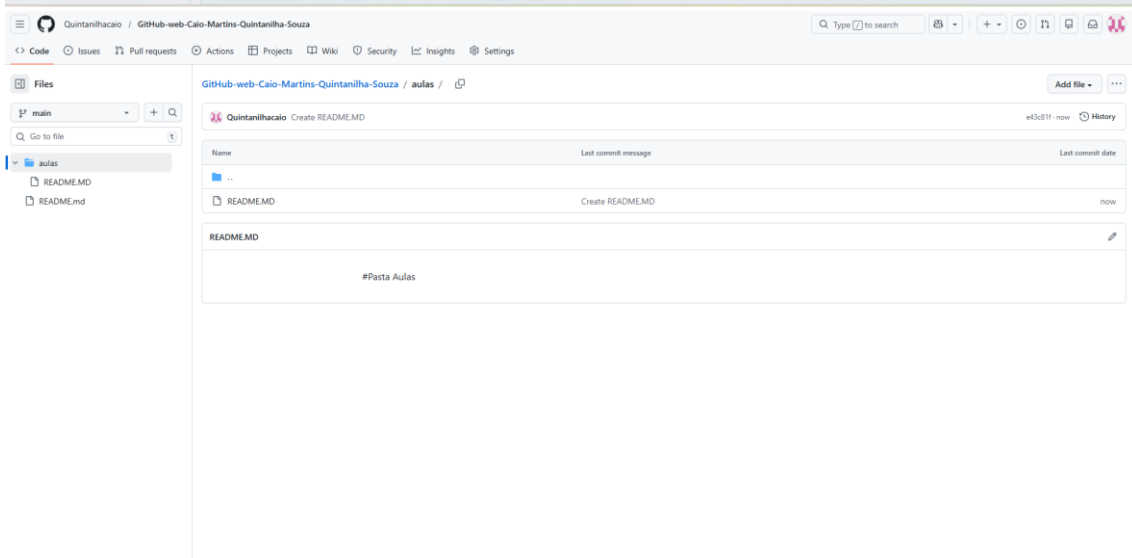 Quintanilhacaio / GitHub-web-Caio-Martins-Quintanilha-Souza
Type / to search
Code Issues Pull requests Actions Projects Wiki Security Insights Settings
Files
main
Go to file t
aulas
README.MD
README.md
GitHub-web-Caio-Martins-Quintanilha-Souza / aulas /
Add file ...
Quintanilhacaio Create README.MD e43c81f · now History
Name Last commit message Last commit date
..
README.MD Create README.MD now
README.MD
#Pasta Aulas